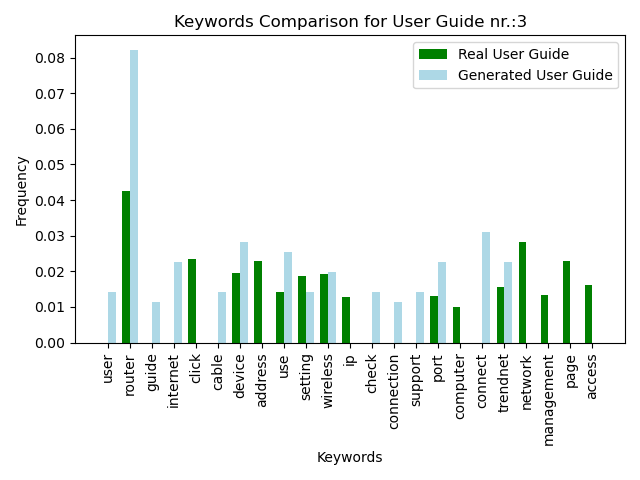 Keywords Comparison for User Guide nr.:3
Real User Guide
Generated User Guide
Frequency
0.08
0.07
0.06
0.05
0.04
0.03
0.02
0.01
0.00
user
router
guide
internet
click
cable
device
address
use
setting
wireless
ip
check
connection
support
port
computer
connect
trendnet
network
management
page
access
Keywords